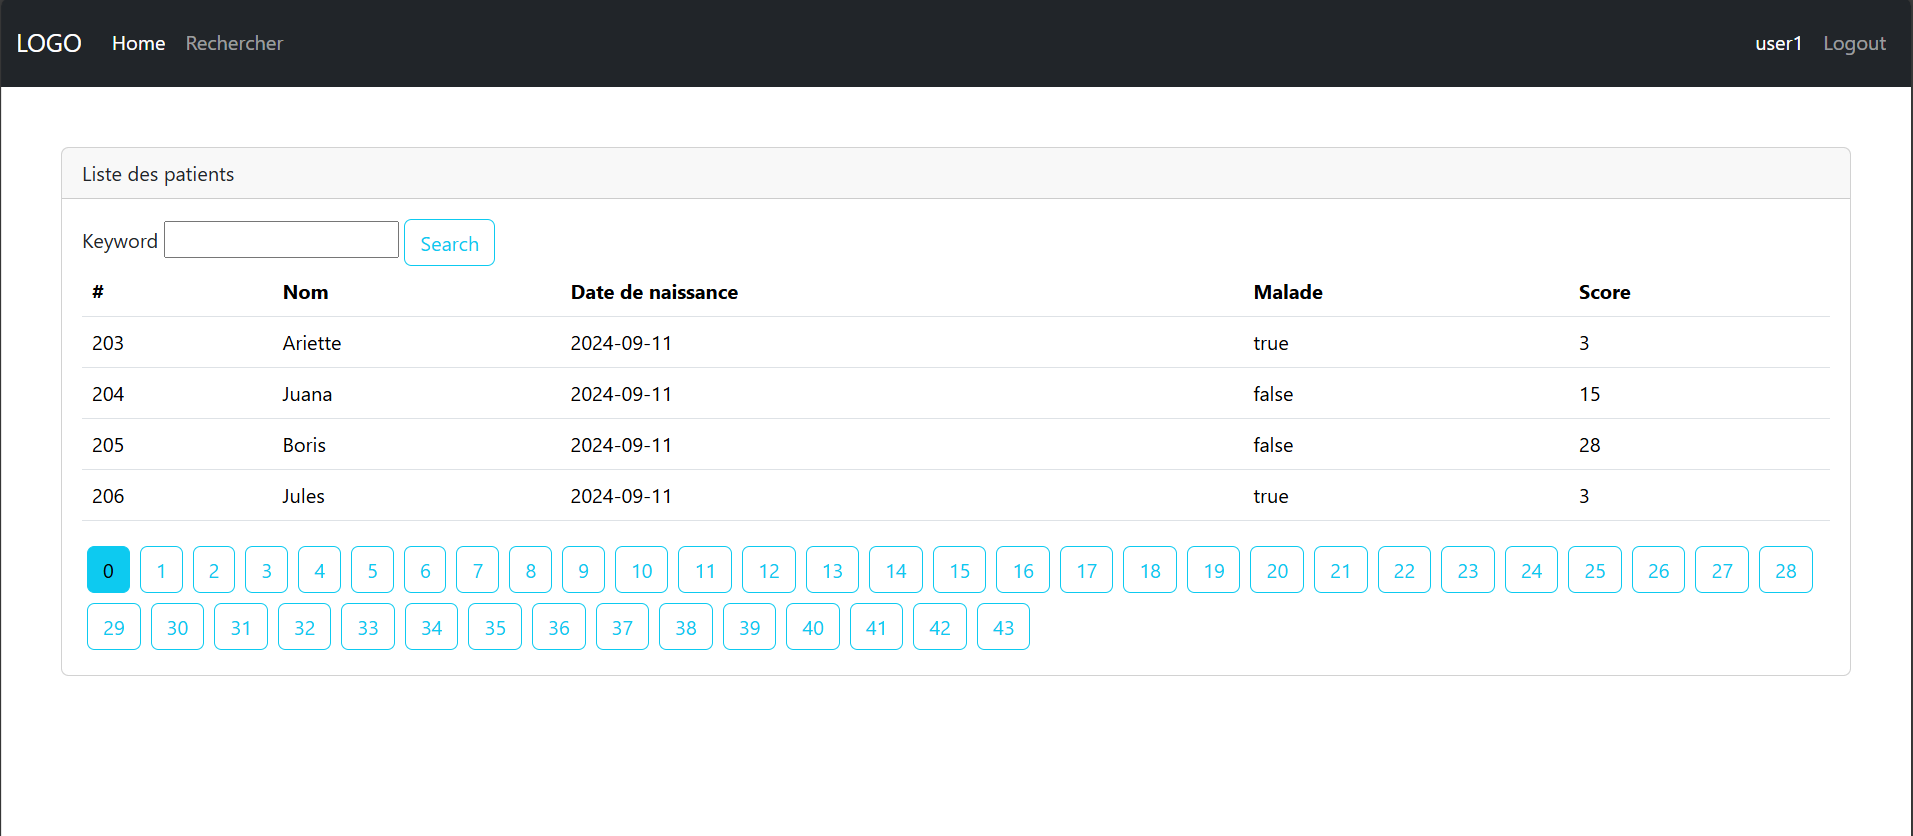 LOGO Home Rechercher user1 Logout
Liste des patients
Keyword Search
# Nom Date de naissance Malade Score
203 Ariette 2024-09-11 true 3
204 Juana 2024-09-11 false 15
205 Boris 2024-09-11 false 28
206 Jules 2024-09-11 true 3
0 1 2 3 4 5 6 7 8 9 10 11 12 13 14 15 16 17 18 19 20 21 22 23 24 25 26 27 28
29 30 31 32 33 34 35 36 37 38 39 40 41 42 43